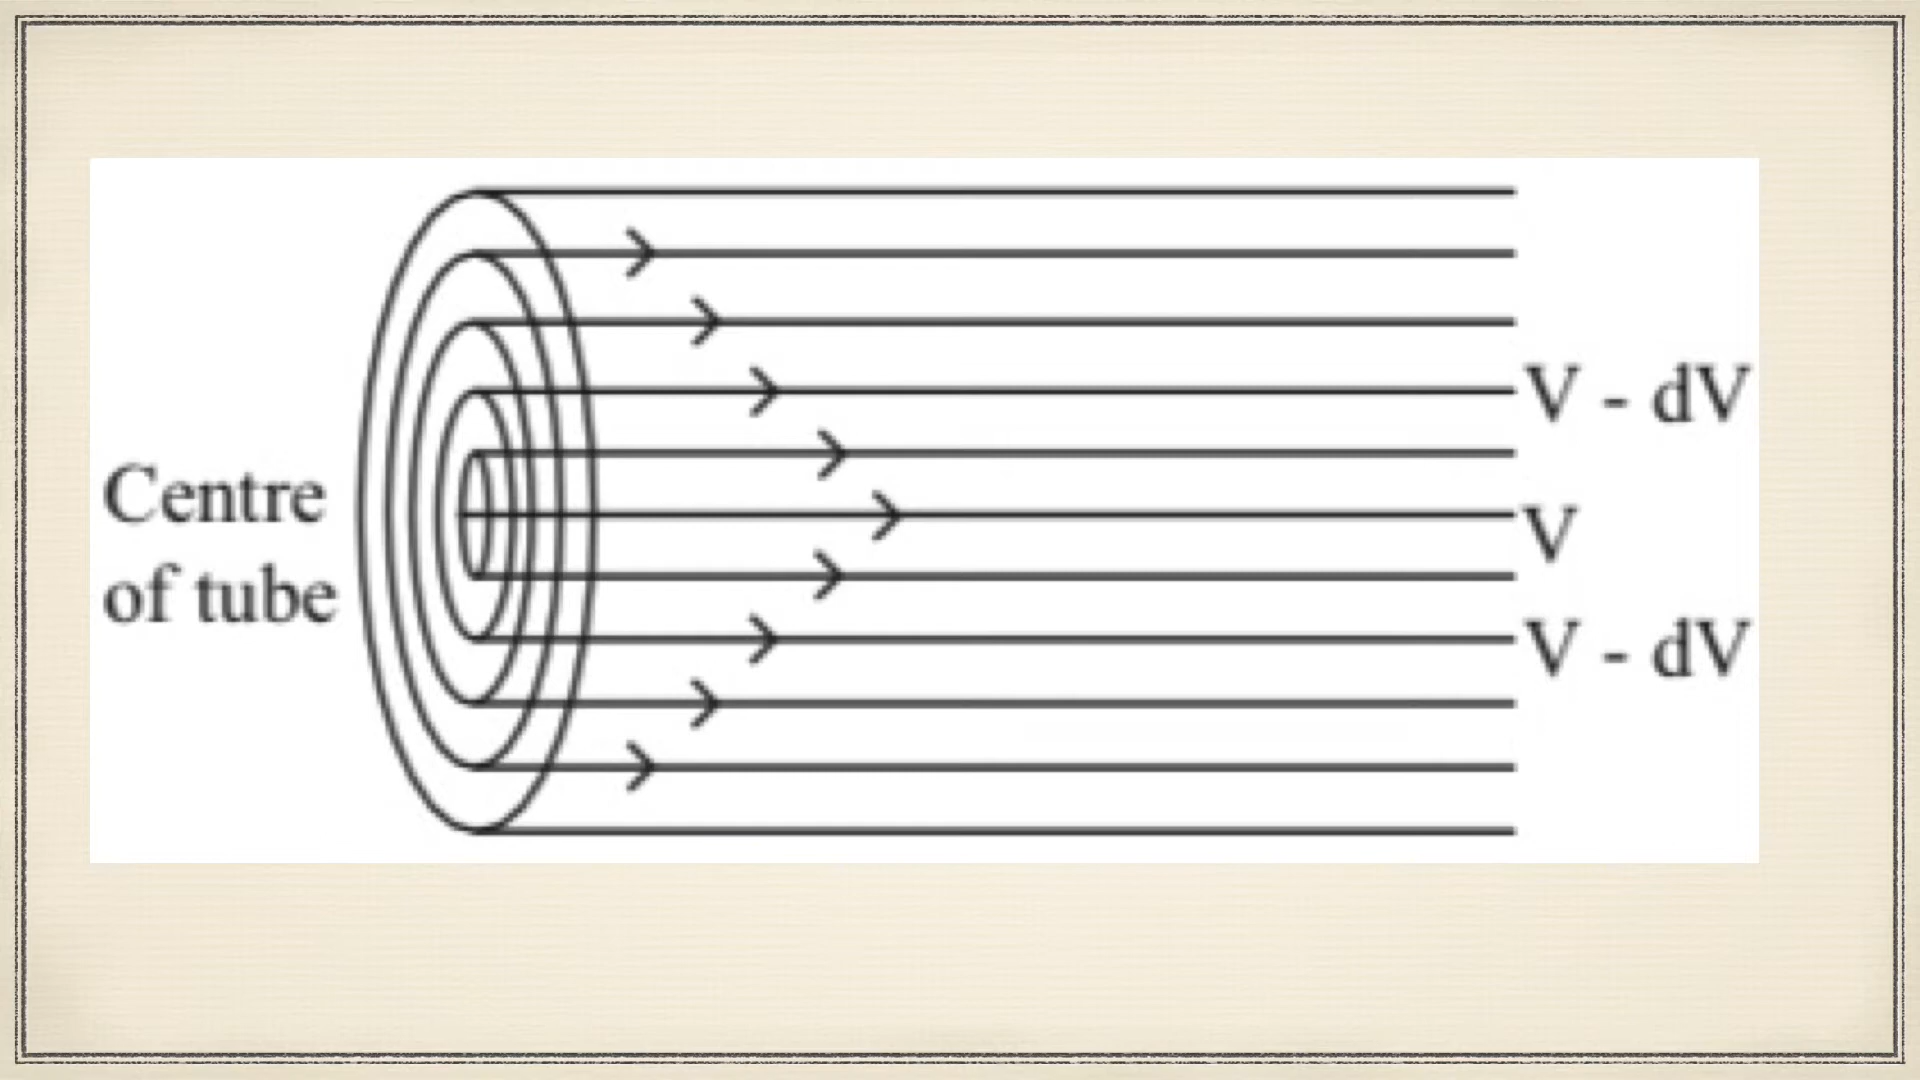 V - dV
Centre
of tube
V
V - dV